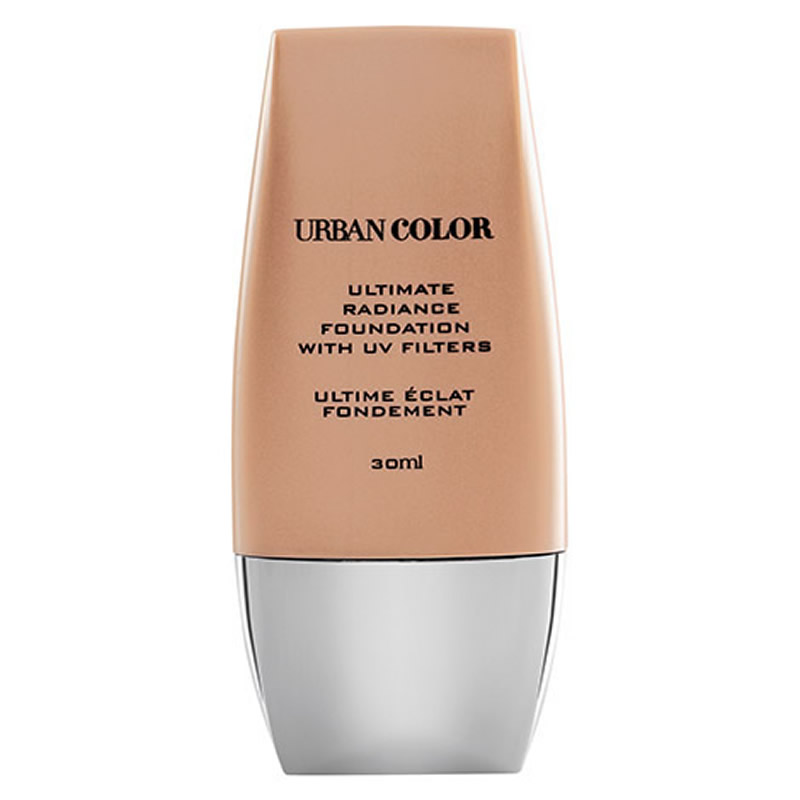 URBAN COLOR
ULTIMATE
RADIANCE
FOUNDATION
WITH UV FILTERS
ULTIME ÉCLAT
FONDEMENT
30ml